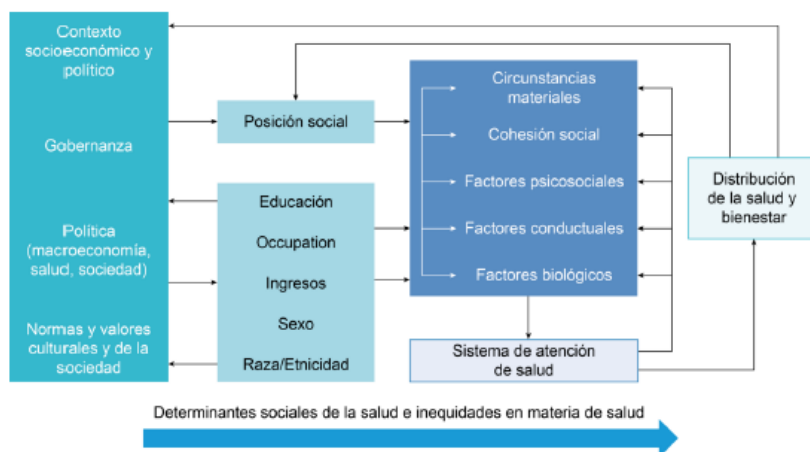 Contexto
socioeconómico y
político
Gobernanza
Política
(macroeconomía,
salud, sociedad)
Normas y valores
culturales y de la
sociedad
Posición social
Educación
Occupation
Ingresos
Sexo
Raza/Etnicidad
Circunstancias
materiales
Cohesión social
Factores psicosociales
Factores conductuales
Factores biológicos
Sistema de atención
de salud
Distribución
de la salud y
bienestar
Determinantes sociales de la salud e inequidades en materia de salud